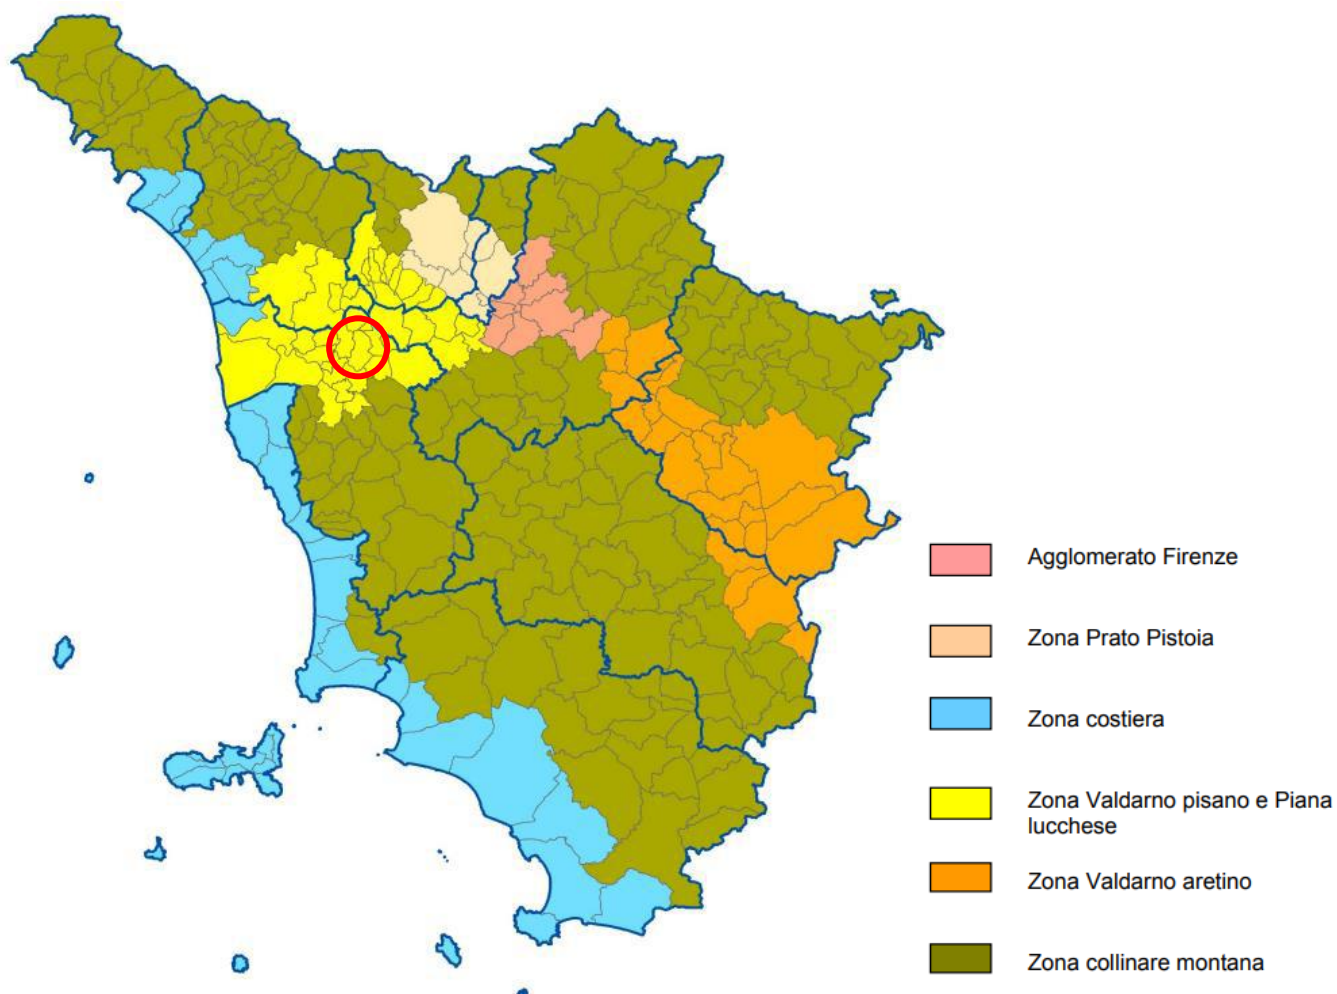 Agglomerato Firenze
Zona Prato Pistoia
Zona costiera
Zona Valdarno pisano e Piana
lucchese
Zona Valdarno aretino
Zona collinare montana